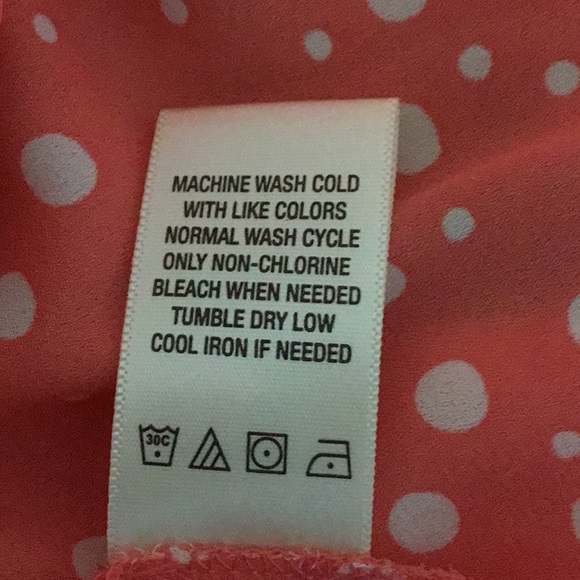 MACHINE WASH COLD
WITH LIKE COLORS
NORMAL WASH CYCLE
ONLY NON-CHLORINE
BLEACH WHEN NEEDED
TUMBLE DRY LOW
COOL IRON IF NEEDED
30C